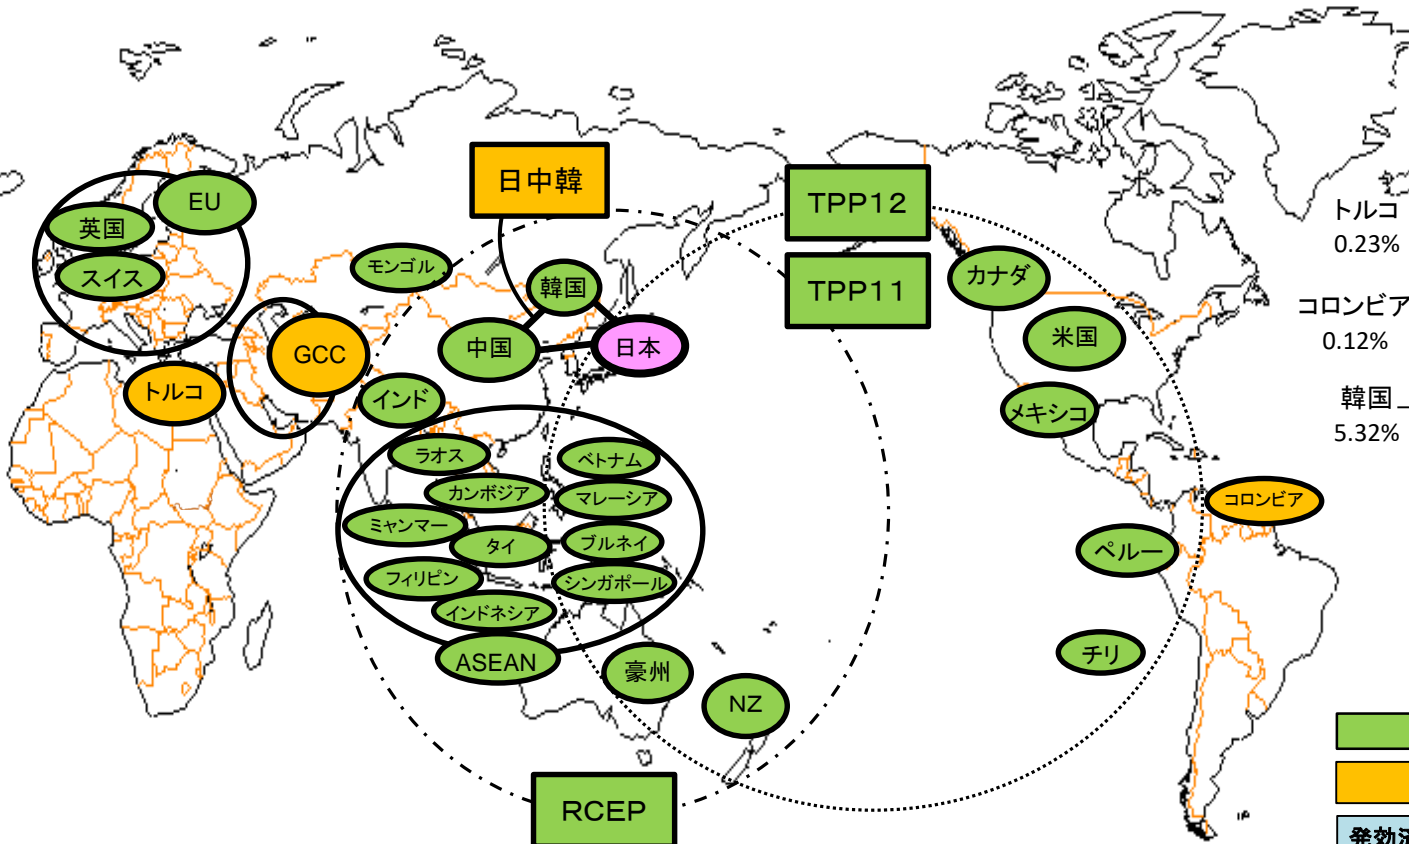 日中韓
TPP12
TPP11
EU
英国
スイス
モンゴル
韓国
中国
日本
カナダ
米国
メキシコ
トルコ
0.23%
コロンビア
0.12%
韓国
5.32%
GCC
トルコ
インド
ラオス
ベトナム
カンボジア
マレーシア
ミャンマー
タイ
ブルネイ
フィリピン
シンガポール
インドネシア
ASEAN
豪州
NZ
コロンビア
ペルー
チリ
RCEP
発効済